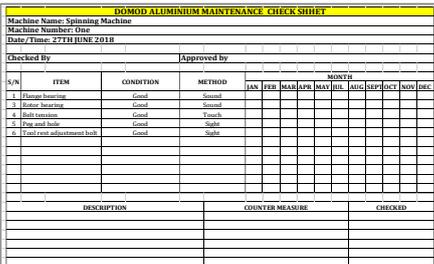 DOMOD ALUMINIUM MAINTENANCE CHECK SHHET
Machine Name: Spinning Machine
Machine Number: One
Date/Time: 27TH JUNE 2018
Checked By Approved by
S/N ITEM CONDITION METHOD MONTH
JAN FEB MAR APR MAY JUL AUG SEPT OCT NOV DEC
1 Flange bearing Good Sound
3 Rotor bearing Good Sound
4 Belt tension Good Touch
5 Peg and hole Good Sight
6 Tool rest adjustment bolt Good Sight
DESCRIPTION COUNTER MEASURE CHECKED